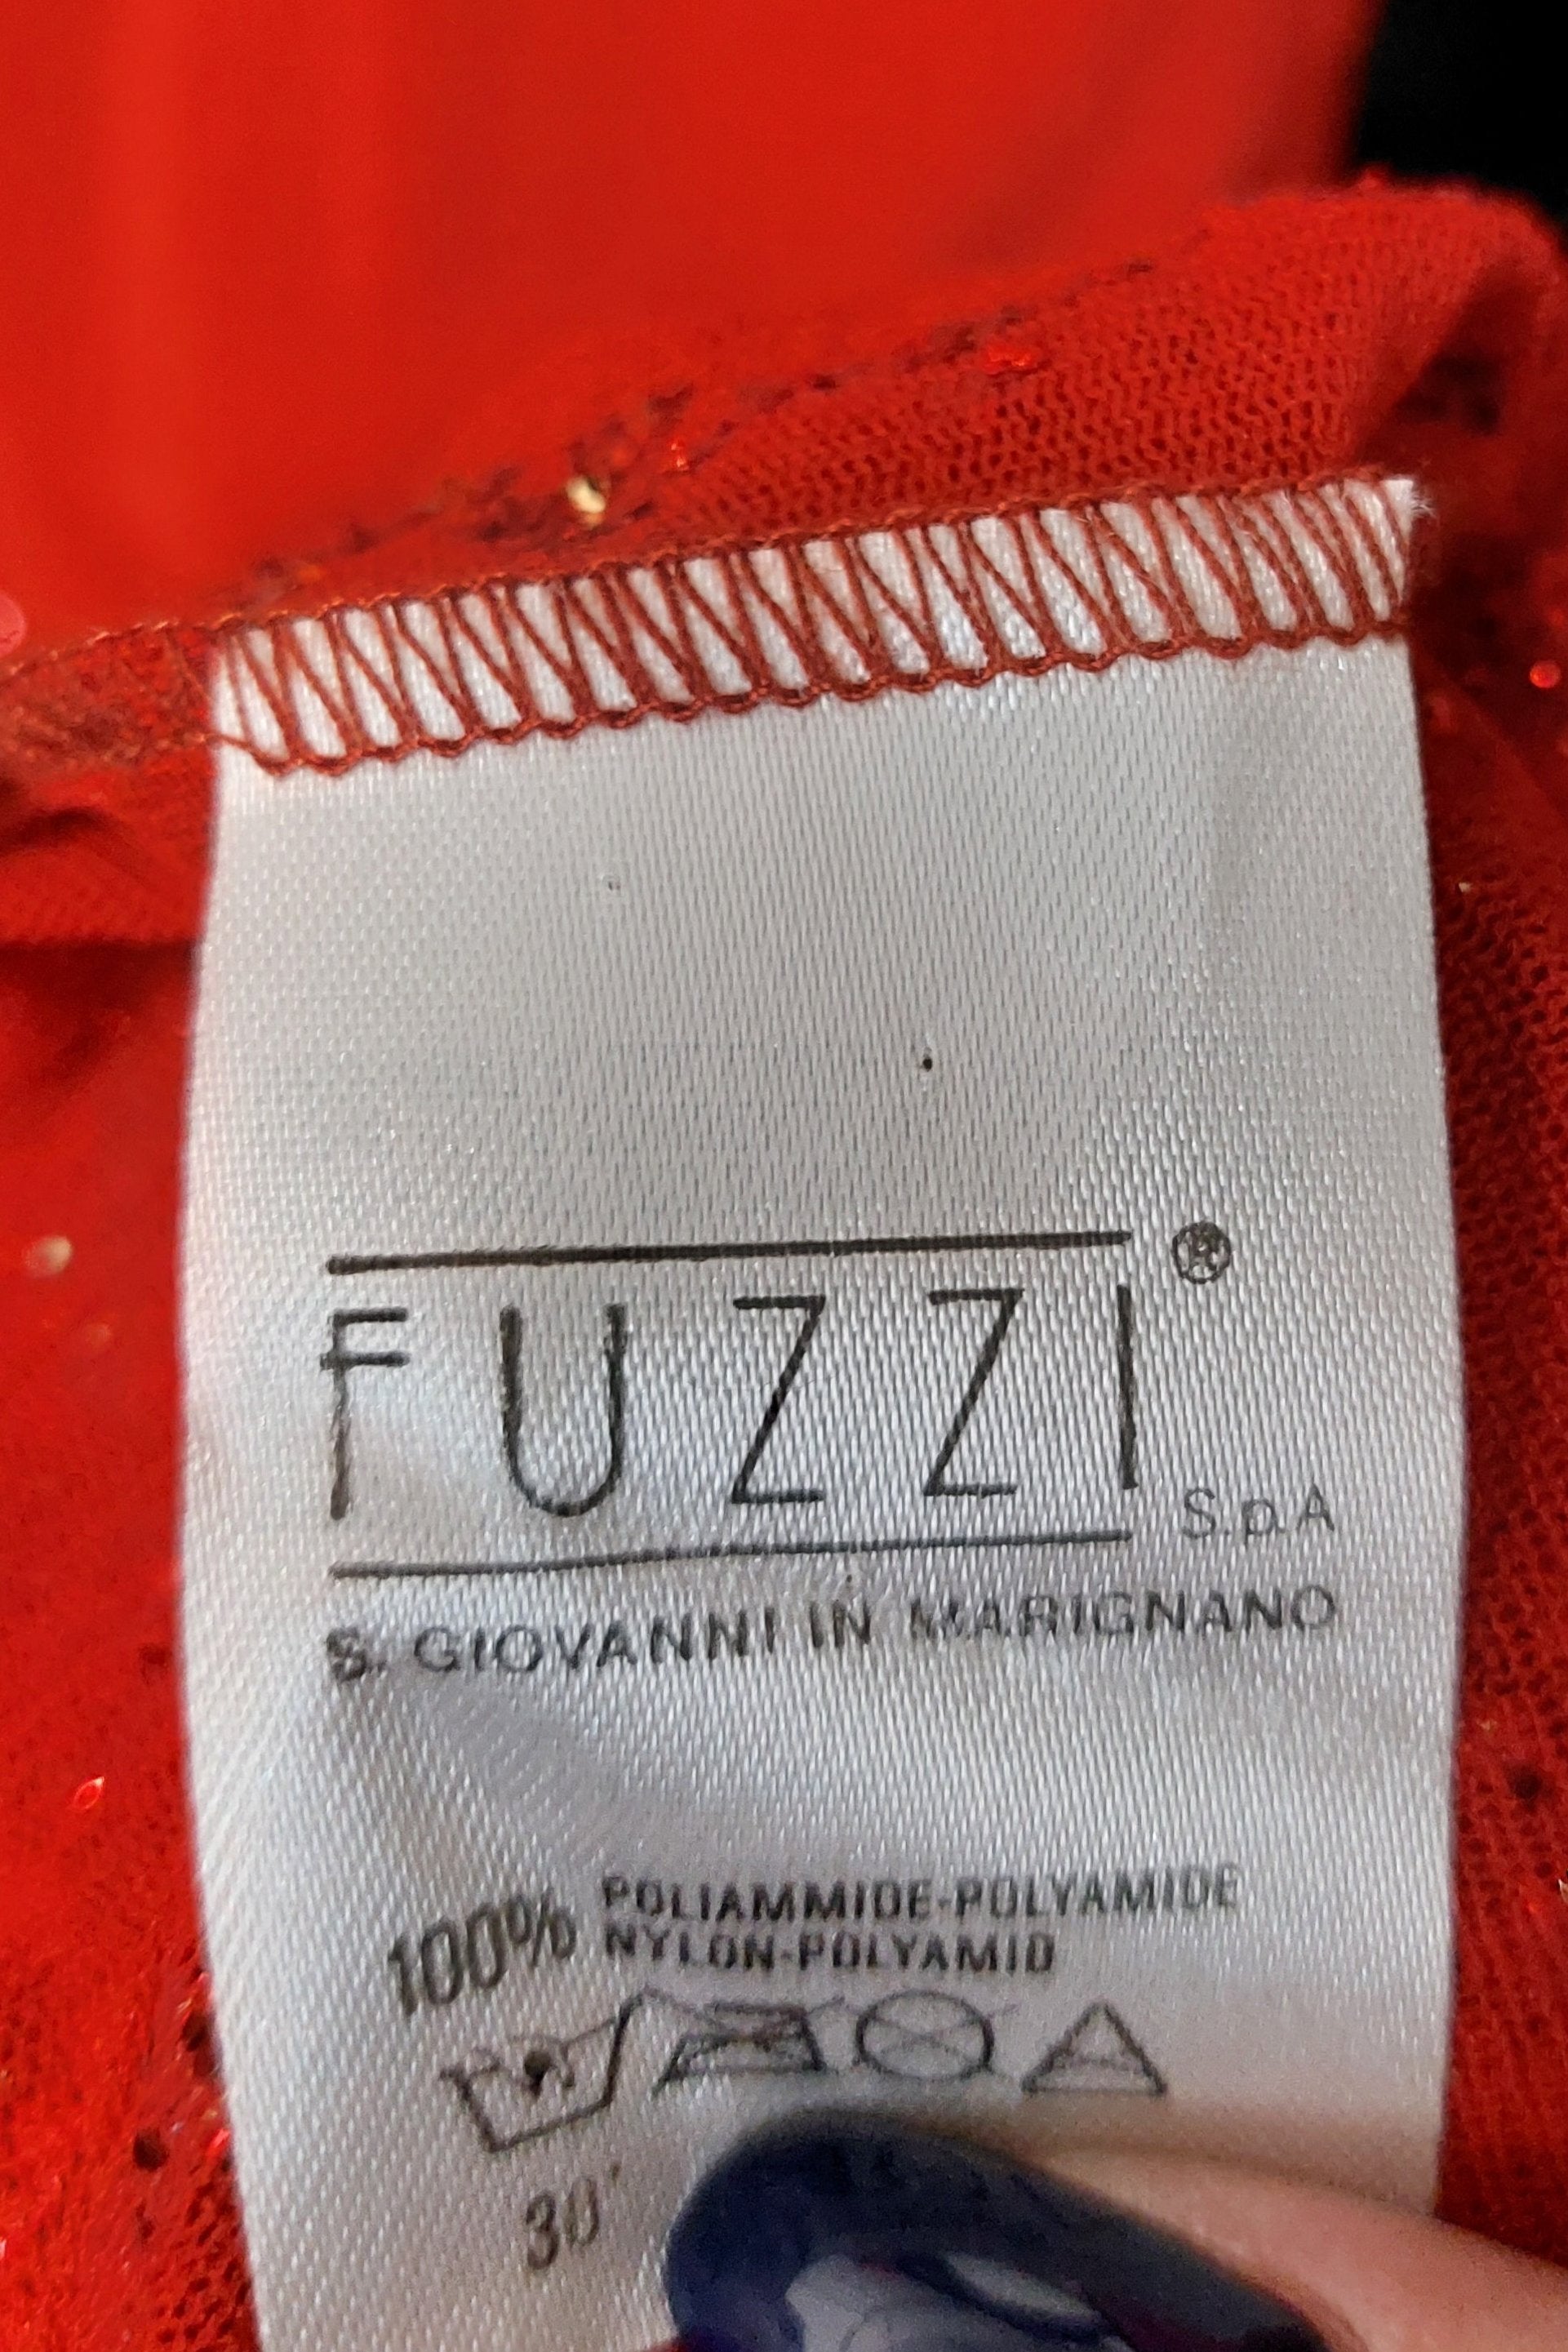 FUZZI®
S.p.A
S. GIOVANNI IN MARIGNANO
100% POLIAMMIDE-POLYAMIDE
NYLON-POLYAMID
30°